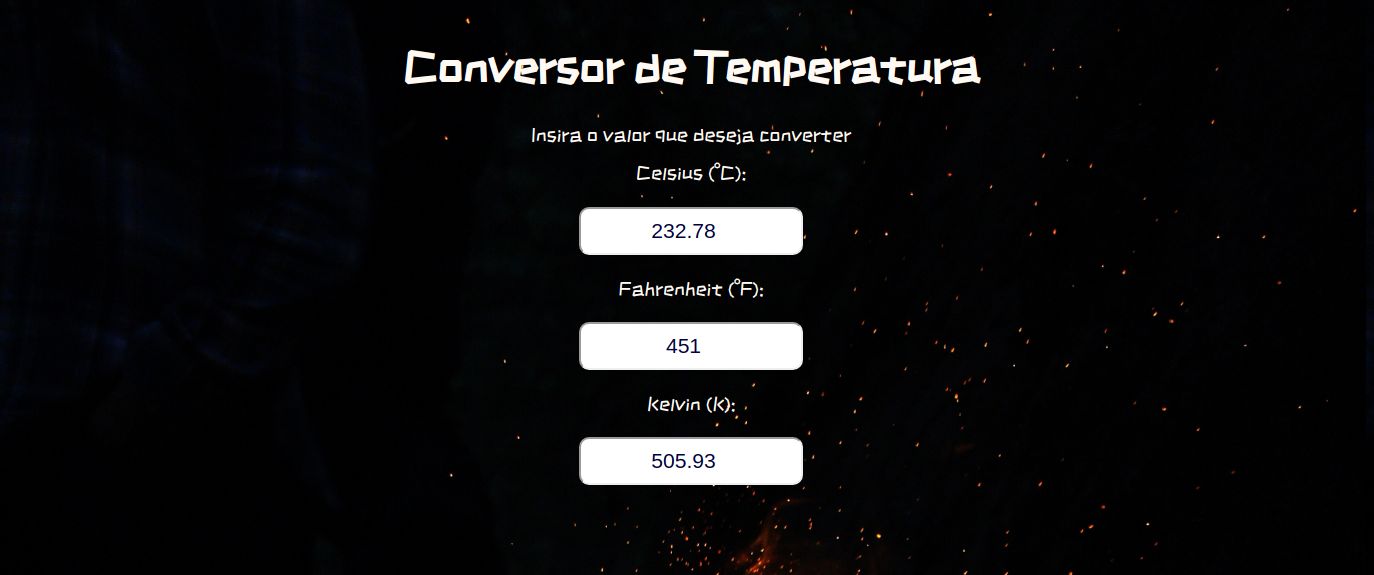 Conversor de Temperatura
Insira o valor que deseja converter
Celsius (°C):
232.78
Fahrenheit (°F):
451
Kelvin (K):
505.93